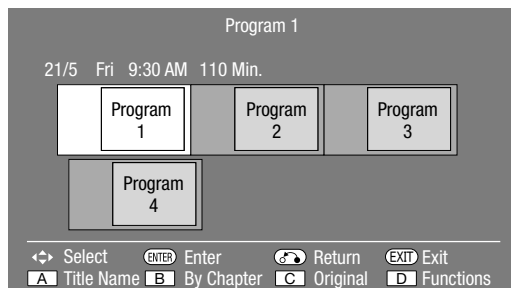 Program 1
21/5 Fri 9:30 AM 110 Min.
Program 1
Program 2
Program 3
Program 4
Select ENTER Enter Return EXIT Exit
A Title Name B By Chapter C Original D Functions